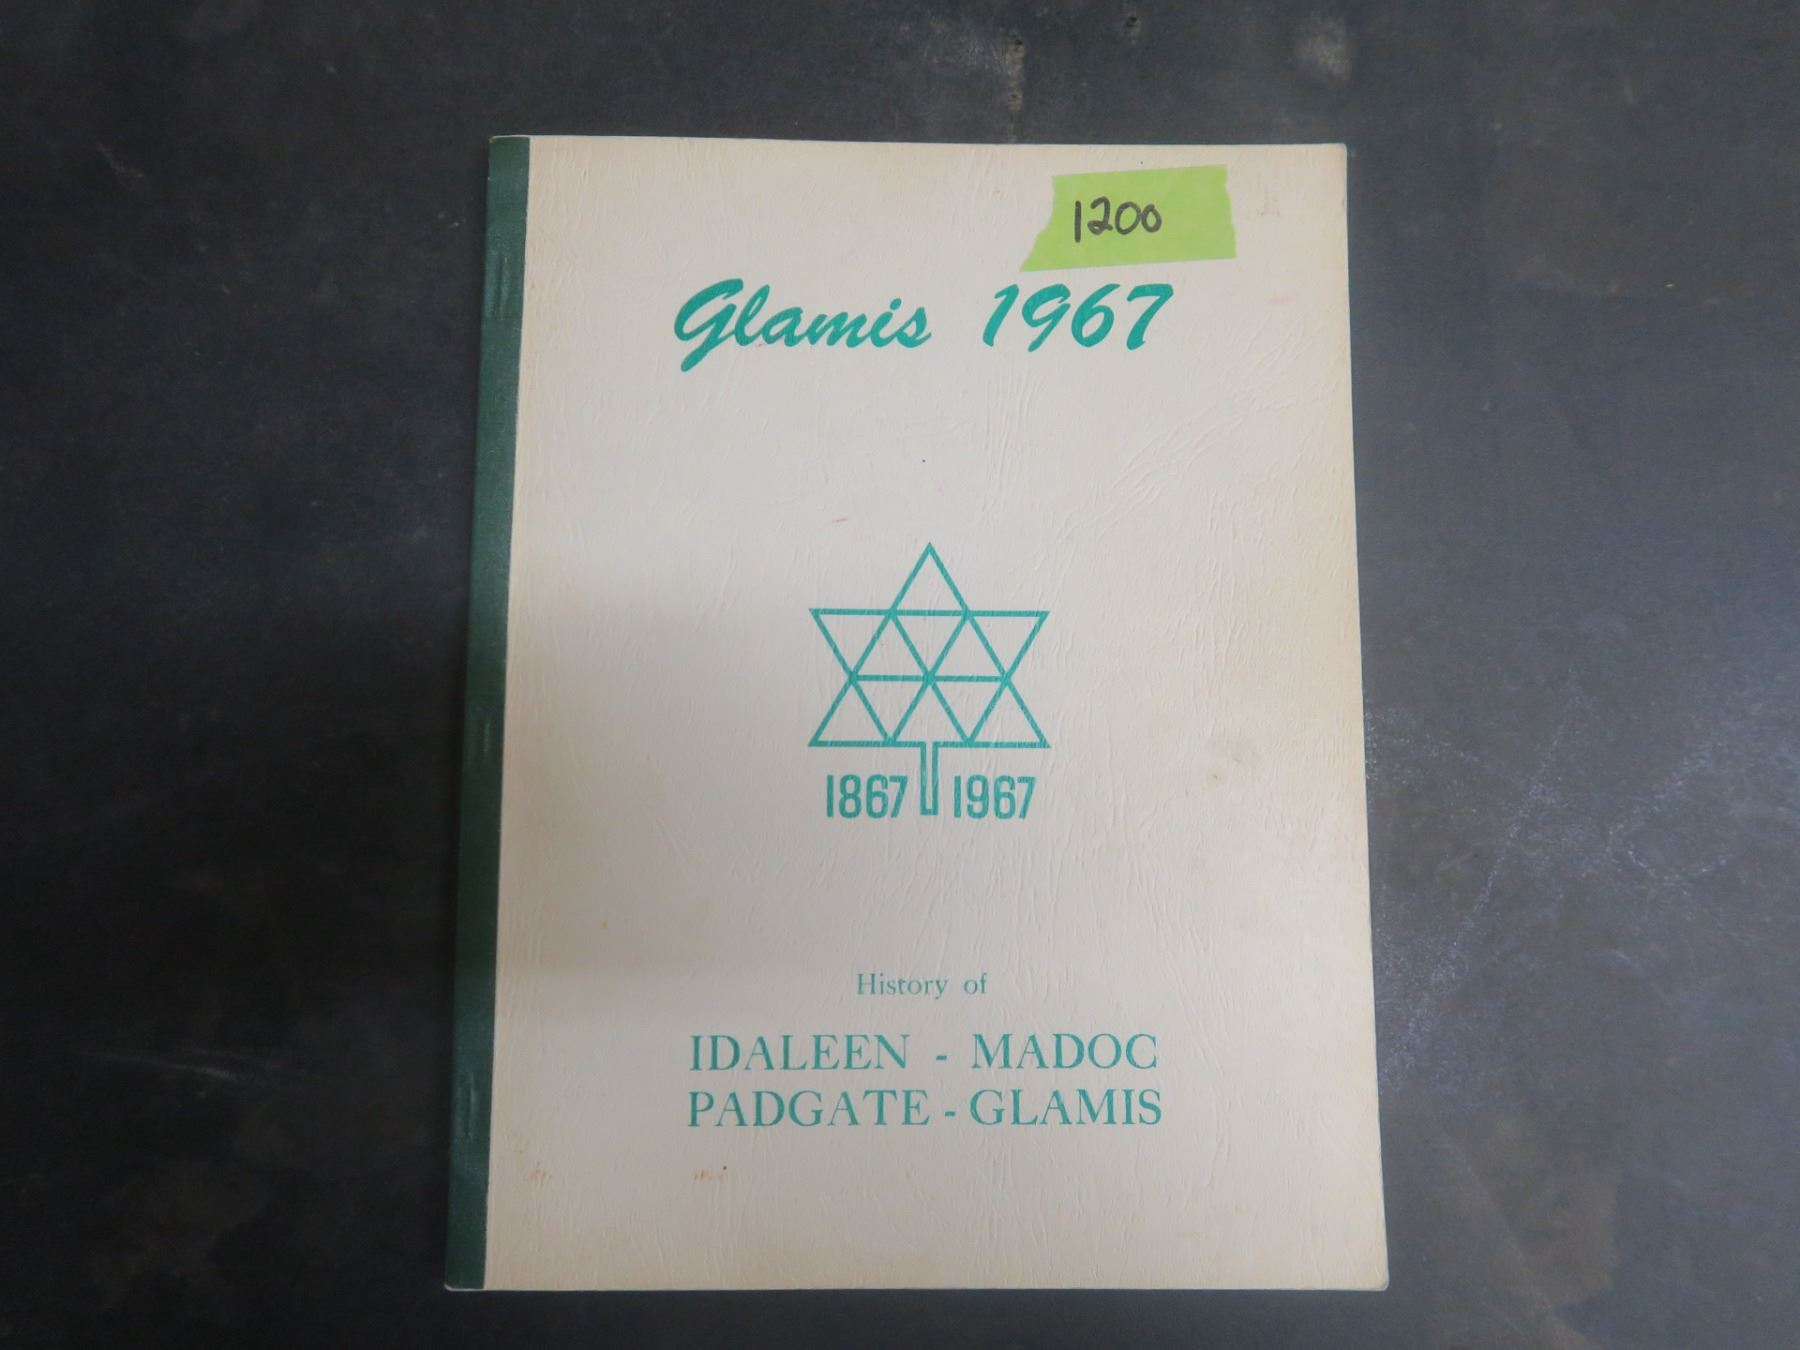 1200
Glamis 1967
1867 1967
History of
IDALEEN - MADOC
PADGATE - GLAMIS